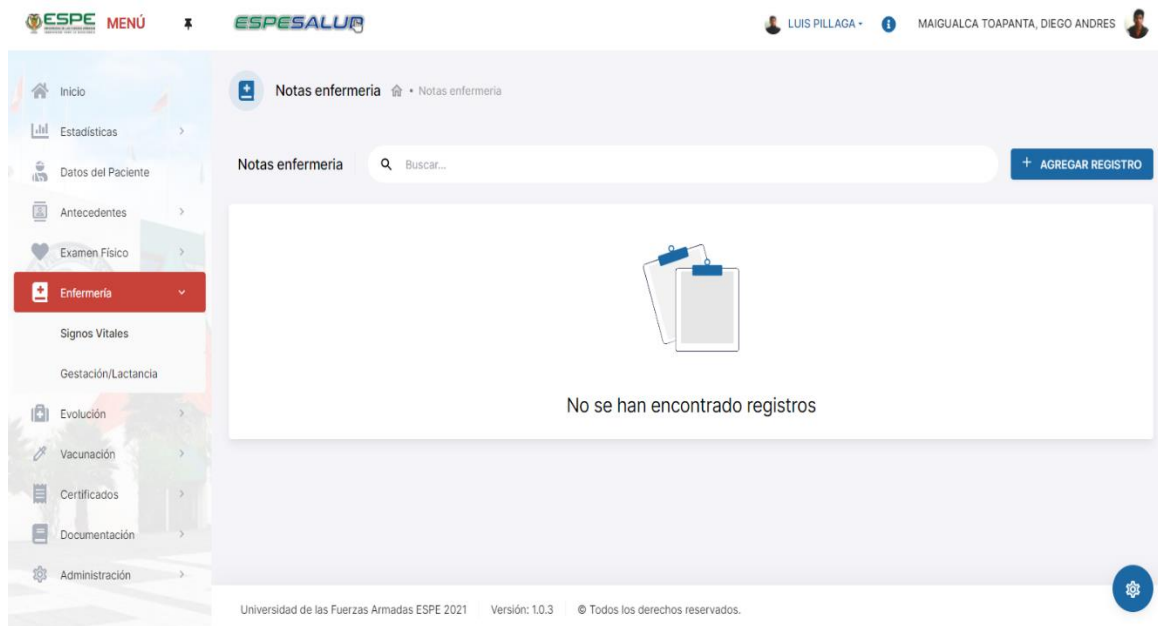 ESPE MENÚ
ESPESALUD
LUIS PILLAGA
MAIGUALCA TOAPANTA, DIEGO ANDRES
Inicio
Estadísticas
Datos del Paciente
Antecedentes
Examen Físico
Enfermería
Signos Vitales
Gestación/Lactancia
Evolución
Vacunación
Certificados
Documentación
Administración
Notas enfermeria • Notas enfermeria
Notas enfermeria Buscar... + AGREGAR REGISTRO
No se han encontrado registros
Universidad de las Fuerzas Armadas ESPE 2021 Versión: 1.0.3 © Todos los derechos reservados.